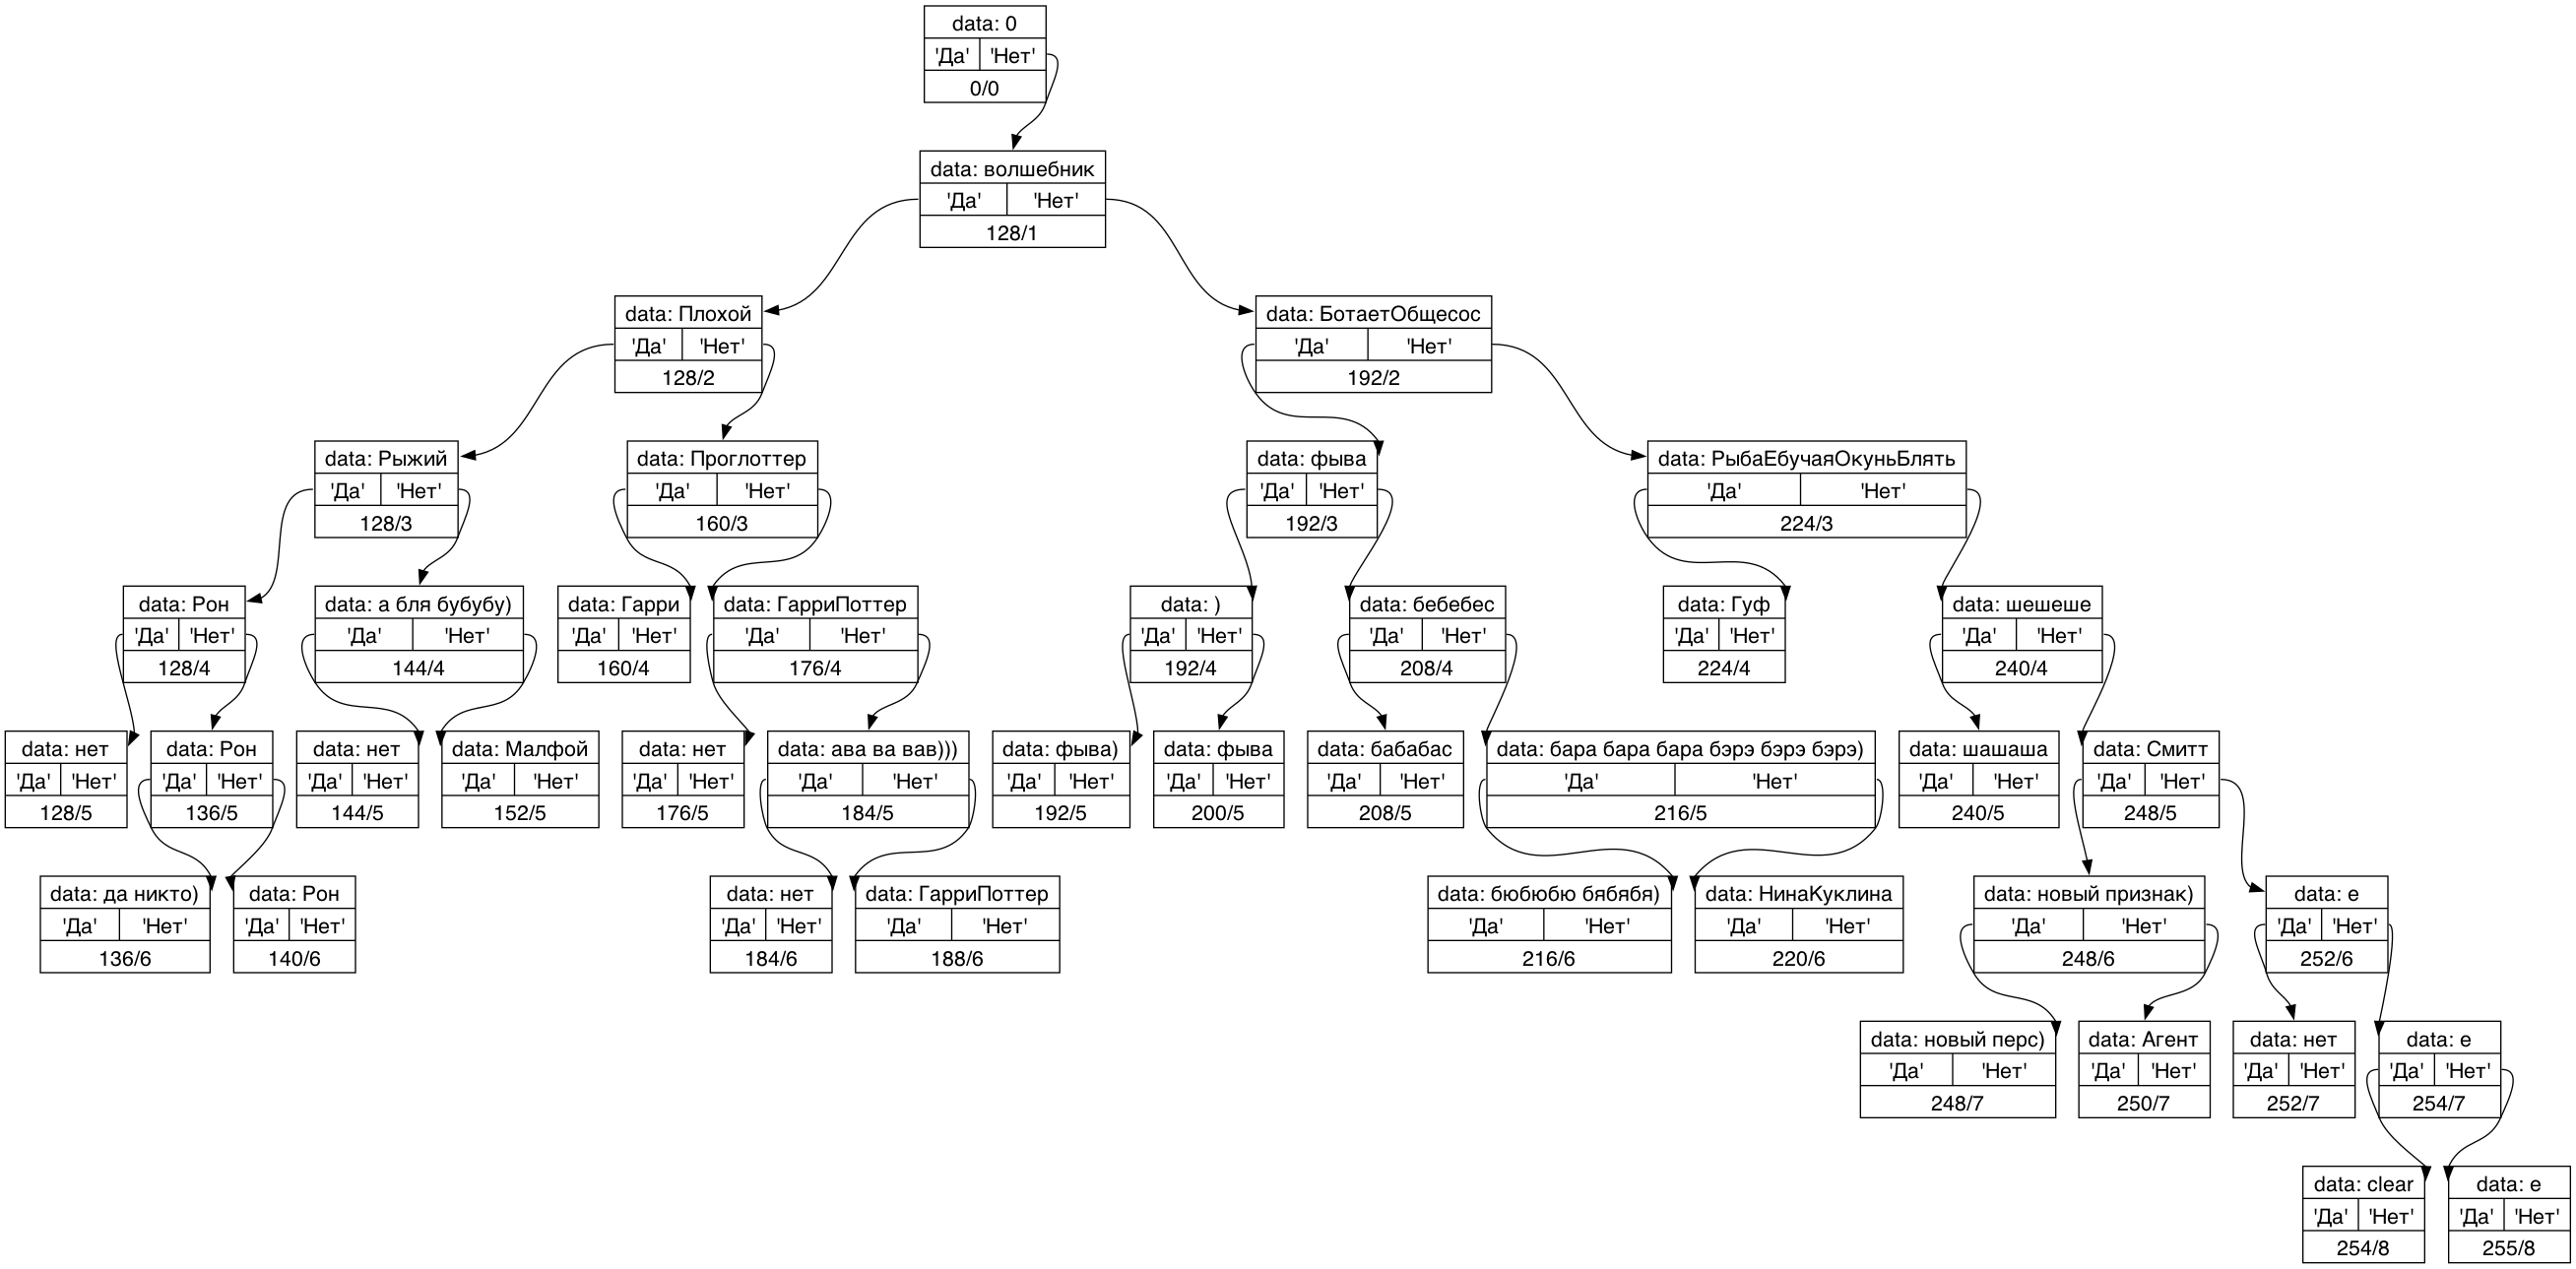 data: 0
'Да' 'Нет'
0/0
data: волшебник
'Да' 'Нет'
128/1
data: Плохой
'Да' 'Нет'
128/2
data: БотаетОбщесос
'Да' 'Нет'
192/2
data: Рыжий
'Да' 'Нет'
128/3
data: Проглоттер
'Да' 'Нет'
160/3
data: фыва
'Да' 'Нет'
192/3
data: РыбаЕбучаяОкуньБлять
'Да' 'Нет'
224/3
data: Рон
'Да' 'Нет'
128/4
data: а бля бубубу)
'Да' 'Нет'
144/4
data: Гарри
'Да' 'Нет'
160/4
data: ГарриПоттер
'Да' 'Нет'
176/4
data: )
'Да' 'Нет'
192/4
data: бебебес
'Да' 'Нет'
208/4
data: Гуф
'Да' 'Нет'
224/4
data: шешеше
'Да' 'Нет'
240/4
data: нет
'Да' 'Нет'
128/5
data: Рон
'Да' 'Нет'
136/5
data: нет
'Да' 'Нет'
144/5
data: Малфой
'Да' 'Нет'
152/5
data: нет
'Да' 'Нет'
176/5
data: ава ва вав)))
'Да' 'Нет'
184/5
data: фыва)
'Да' 'Нет'
192/5
data: фыва
'Да' 'Нет'
200/5
data: бабабас
'Да' 'Нет'
208/5
data: бара бара бара бэрэ бэрэ бэрэ)
'Да' 'Нет'
216/5
data: шашаша
'Да' 'Нет'
240/5
data: Смитт
'Да' 'Нет'
248/5
data: да никто)
'Да' 'Нет'
136/6
data: Рон
'Да' 'Нет'
140/6
data: нет
'Да' 'Нет'
184/6
data: ГарриПоттер
'Да' 'Нет'
188/6
data: бюбюбю бябябя)
'Да' 'Нет'
216/6
data: НинаКуклина
'Да' 'Нет'
220/6
data: новый признак)
'Да' 'Нет'
248/6
data: е
'Да' 'Нет'
252/6
data: новый перс)
'Да' 'Нет'
248/7
data: Агент
'Да' 'Нет'
250/7
data: нет
'Да' 'Нет'
252/7
data: е
'Да' 'Нет'
254/7
data: clear
'Да' 'Нет'
254/8
data: е
'Да' 'Нет'
255/8